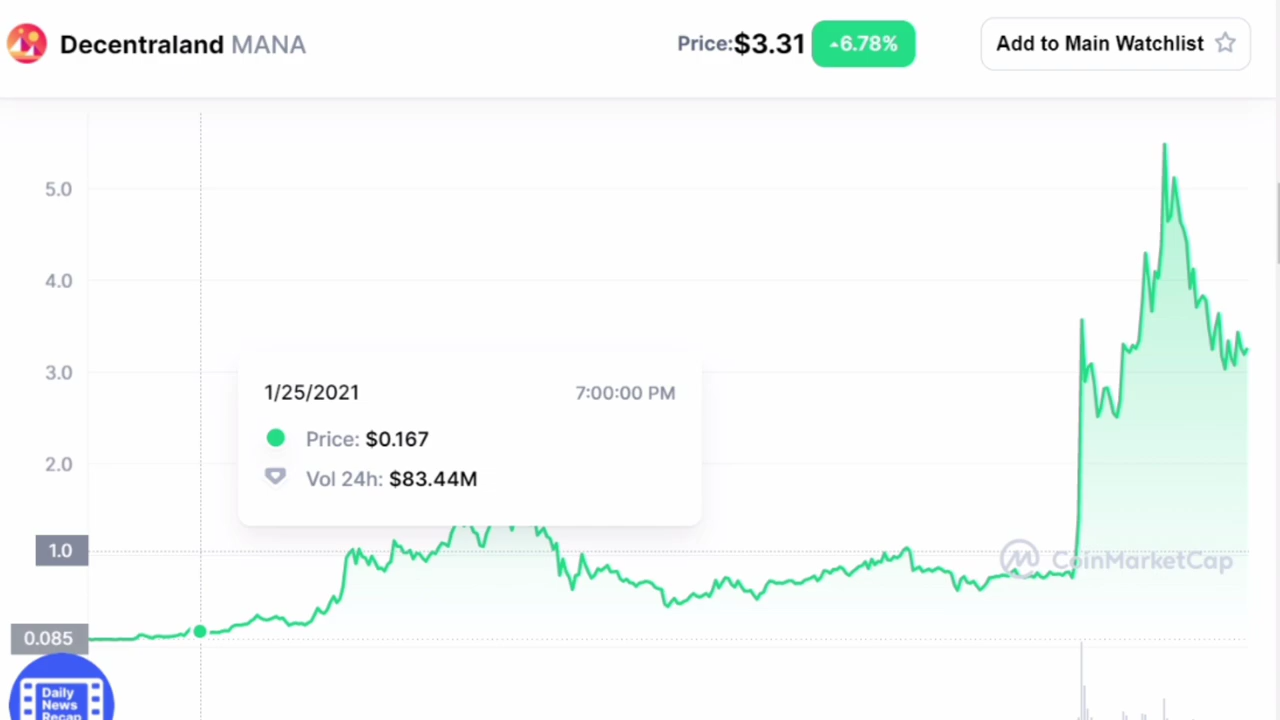 Decentraland MANA
Price:$3.31 6.78%
Add to Main Watchlist
5.0
4.0
3.0
2.0
1.0
0.085
1/25/2021 7:00:00 PM
Price: $0.167
Vol 24h: $83.44M
CoinMarketCap
Daily
News
Recap